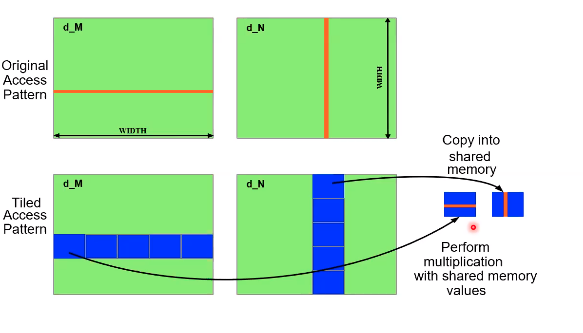 Original
Access
Pattern
d_M
WIDTH
d_N
WIDTH
Tiled
Access
Pattern
d_M
d_N
Copy into
shared
memory
Perform
multiplication
with shared memory
values